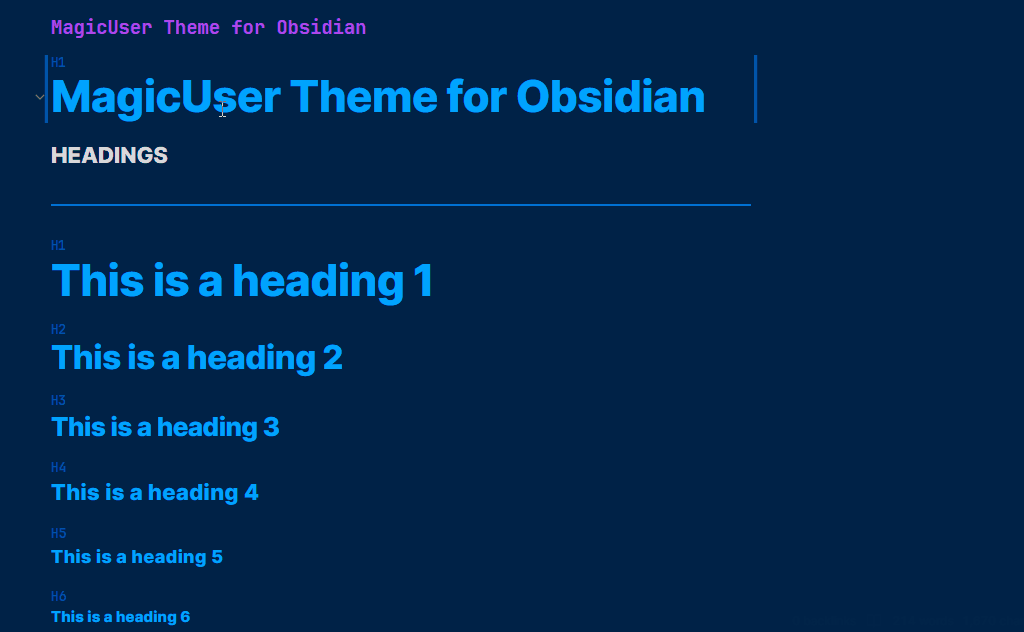 MagicUser Theme for Obsidian
H1
MagicUser Theme for Obsidian
HEADINGS
H1
This is a heading 1
H2
This is a heading 2
H3
This is a heading 3
H4
This is a heading 4
H5
This is a heading 5
H6
This is a heading 6